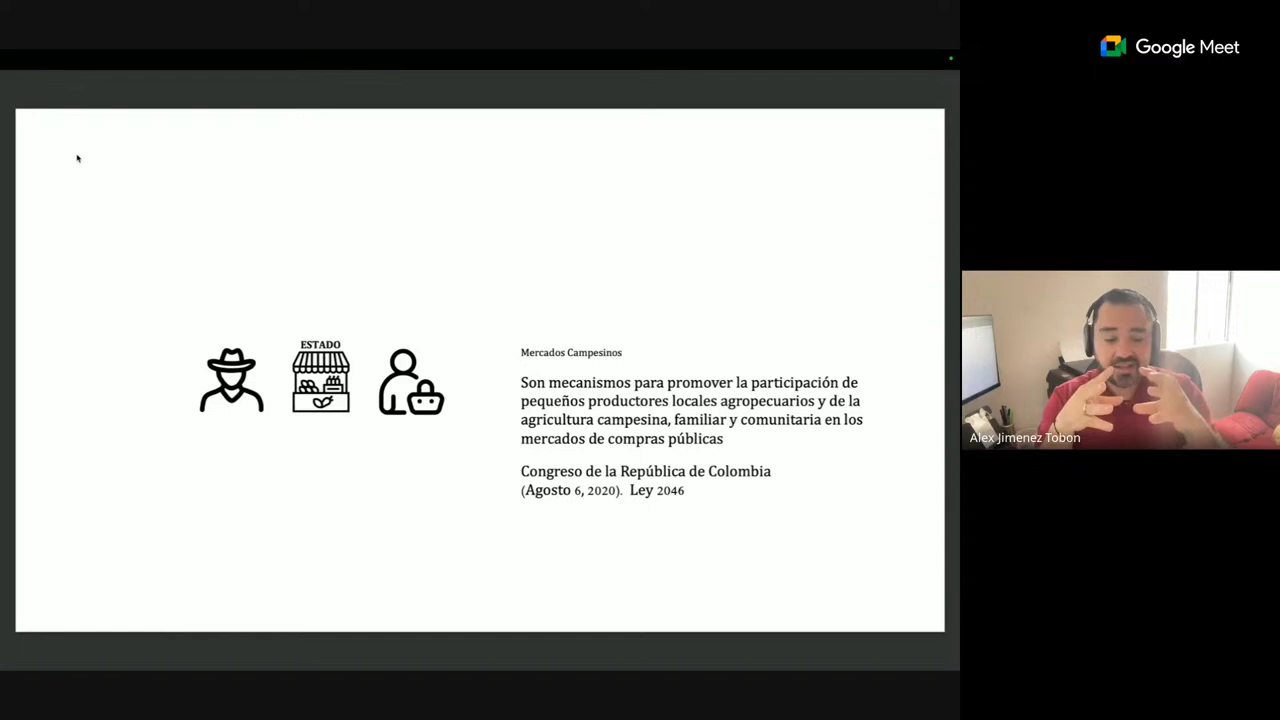 Google Meet
ESTADO
Mercados Campesinos
Son mecanismos para promover la participación de
pequeños productores locales agropecuarios y de la
agricultura campesina, familiar y comunitaria en los
mercados de compras públicas
Congreso de la República de Colombia
(Agosto 6, 2020). Ley 2046
Alex Jimenez Tobon